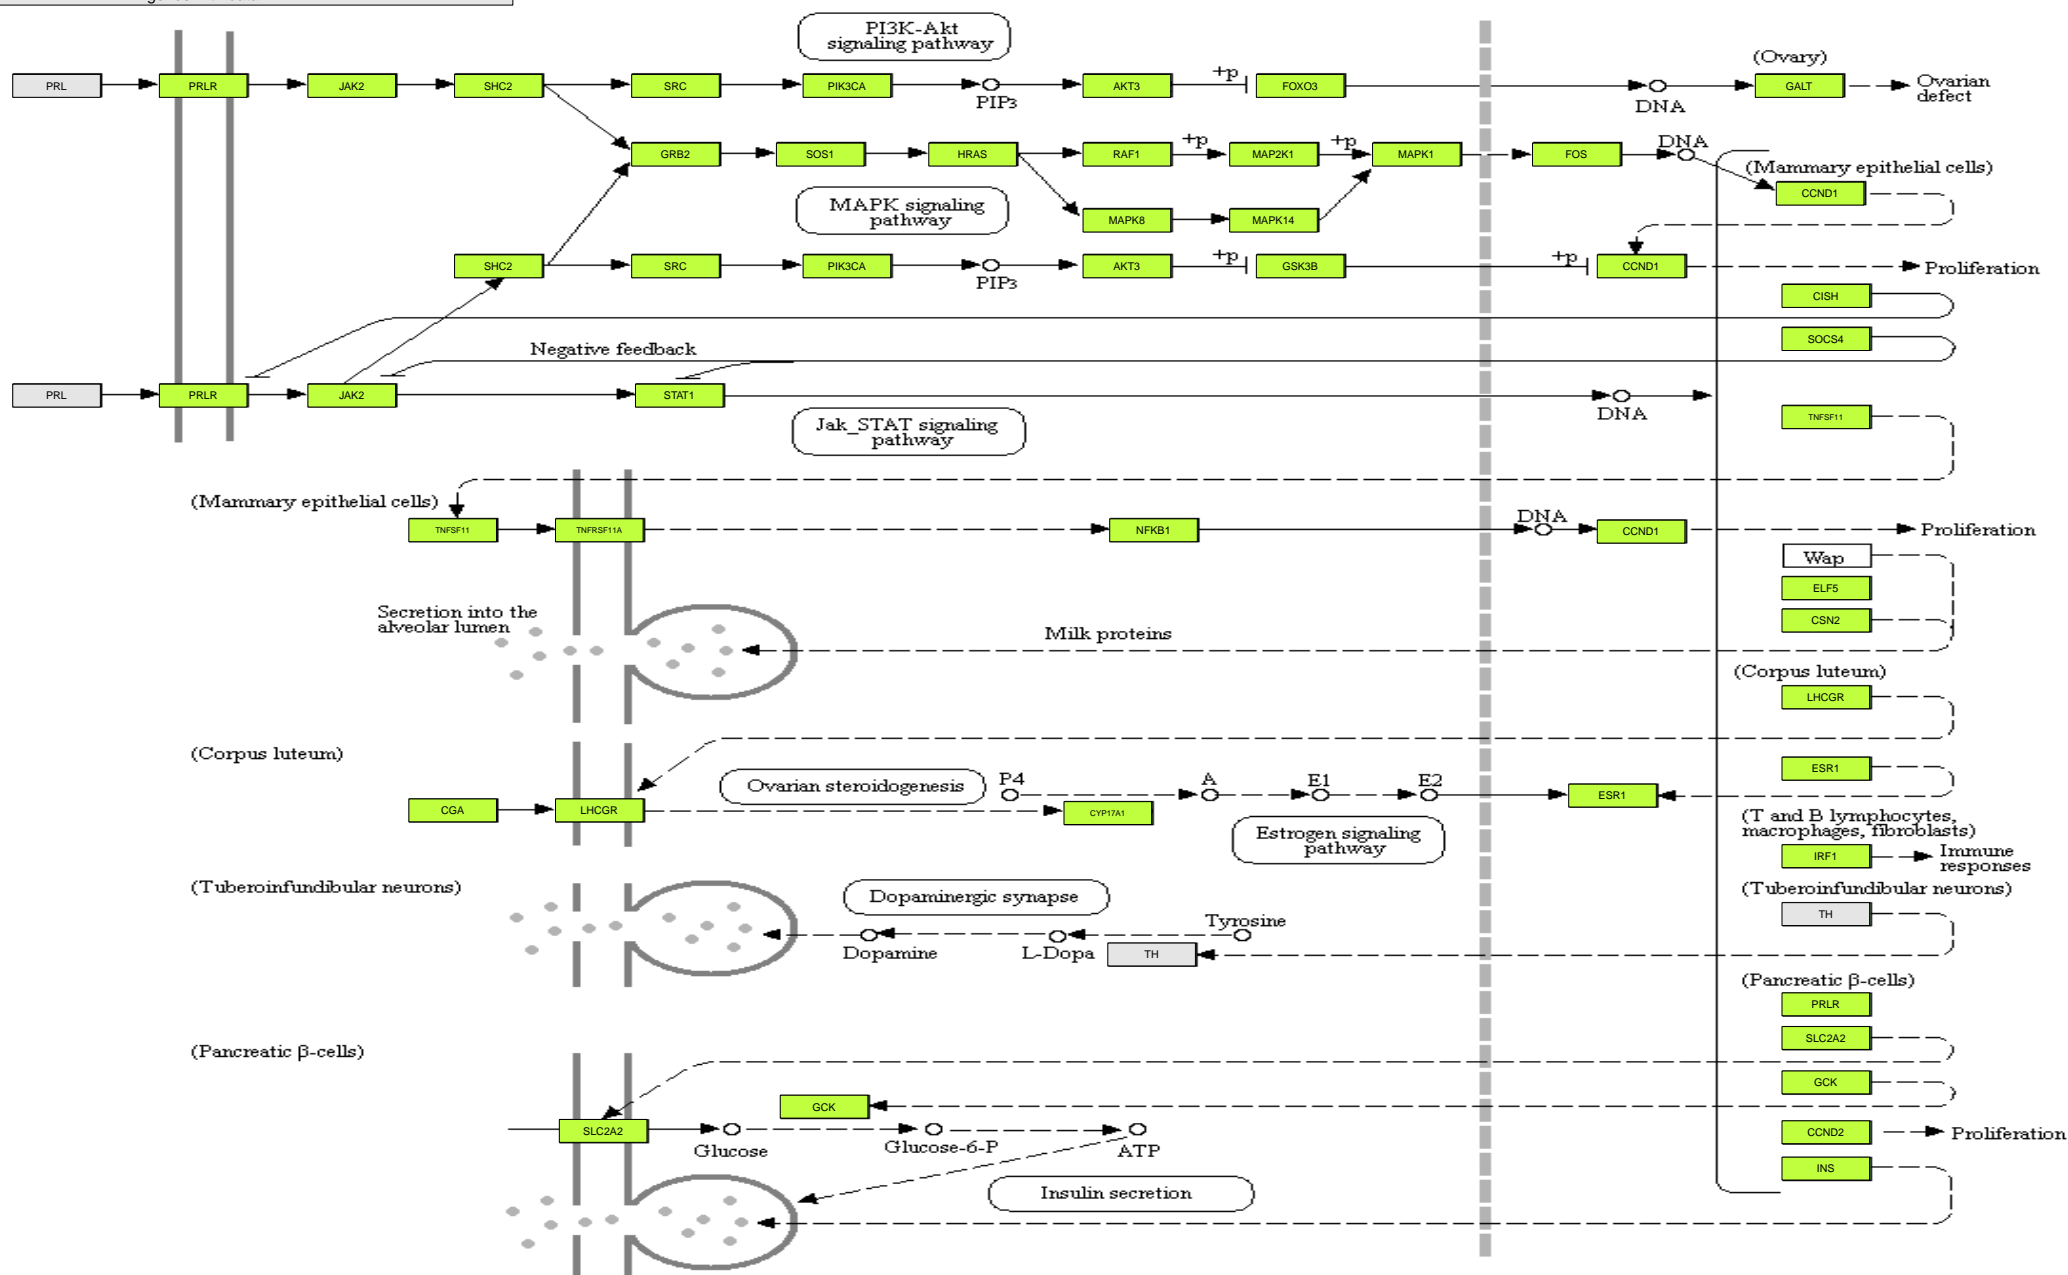 PI3K-Akt
signaling pathway
(Ovary)
PRL PRLR JAK2 SHC2 SRC PIK3CA PIP3 AKT3 +p FOXO3 DNA GALT Ovarian
defect
GRB2 SOS1 HRAS RAF1 +p MAP2K1 +p MAPK1 FOS DNA
(Mammary epithelial cells)
CCND1
MAPK signaling
pathway
MAPK8 MAPK14
SHC2 SRC PIK3CA PIP3 AKT3 +p GSK3B +p CCND1 Proliferation
CISH
SOCS4
Negative feedback
PRL PRLR JAK2 STAT1 DNA
Jak_STAT signaling
pathway
TNFSF11
(Mammary epithelial cells)
TNFSF11 TNFRSF11A NFKB1 DNA CCND1 Proliferation
Wap
ELF5
CSN2
Secretion into the
alveolar lumen
Milk proteins
(Corpus luteum)
LHCGR
(Corpus luteum)
ESR1
CGA LHCGR Ovarian steroidogenesis P4 CYP17A1 A E1 E2 ESR1
Estrogen signaling
pathway
(T and B lymphocytes,
macrophages, fibroblasts)
IRF1 Immune
responses
(Tuberoinfundibular neurons)
(Tuberoinfundibular neurons)
TH
Dopaminergic synapse
Tyrosine
Dopamine L-Dopa TH
(Pancreatic β-cells)
PRLR
SLC2A2
(Pancreatic β-cells)
GCK
GCK
SLC2A2 Glucose Glucose-6-P ATP
CCND2 Proliferation
INS
Insulin secretion